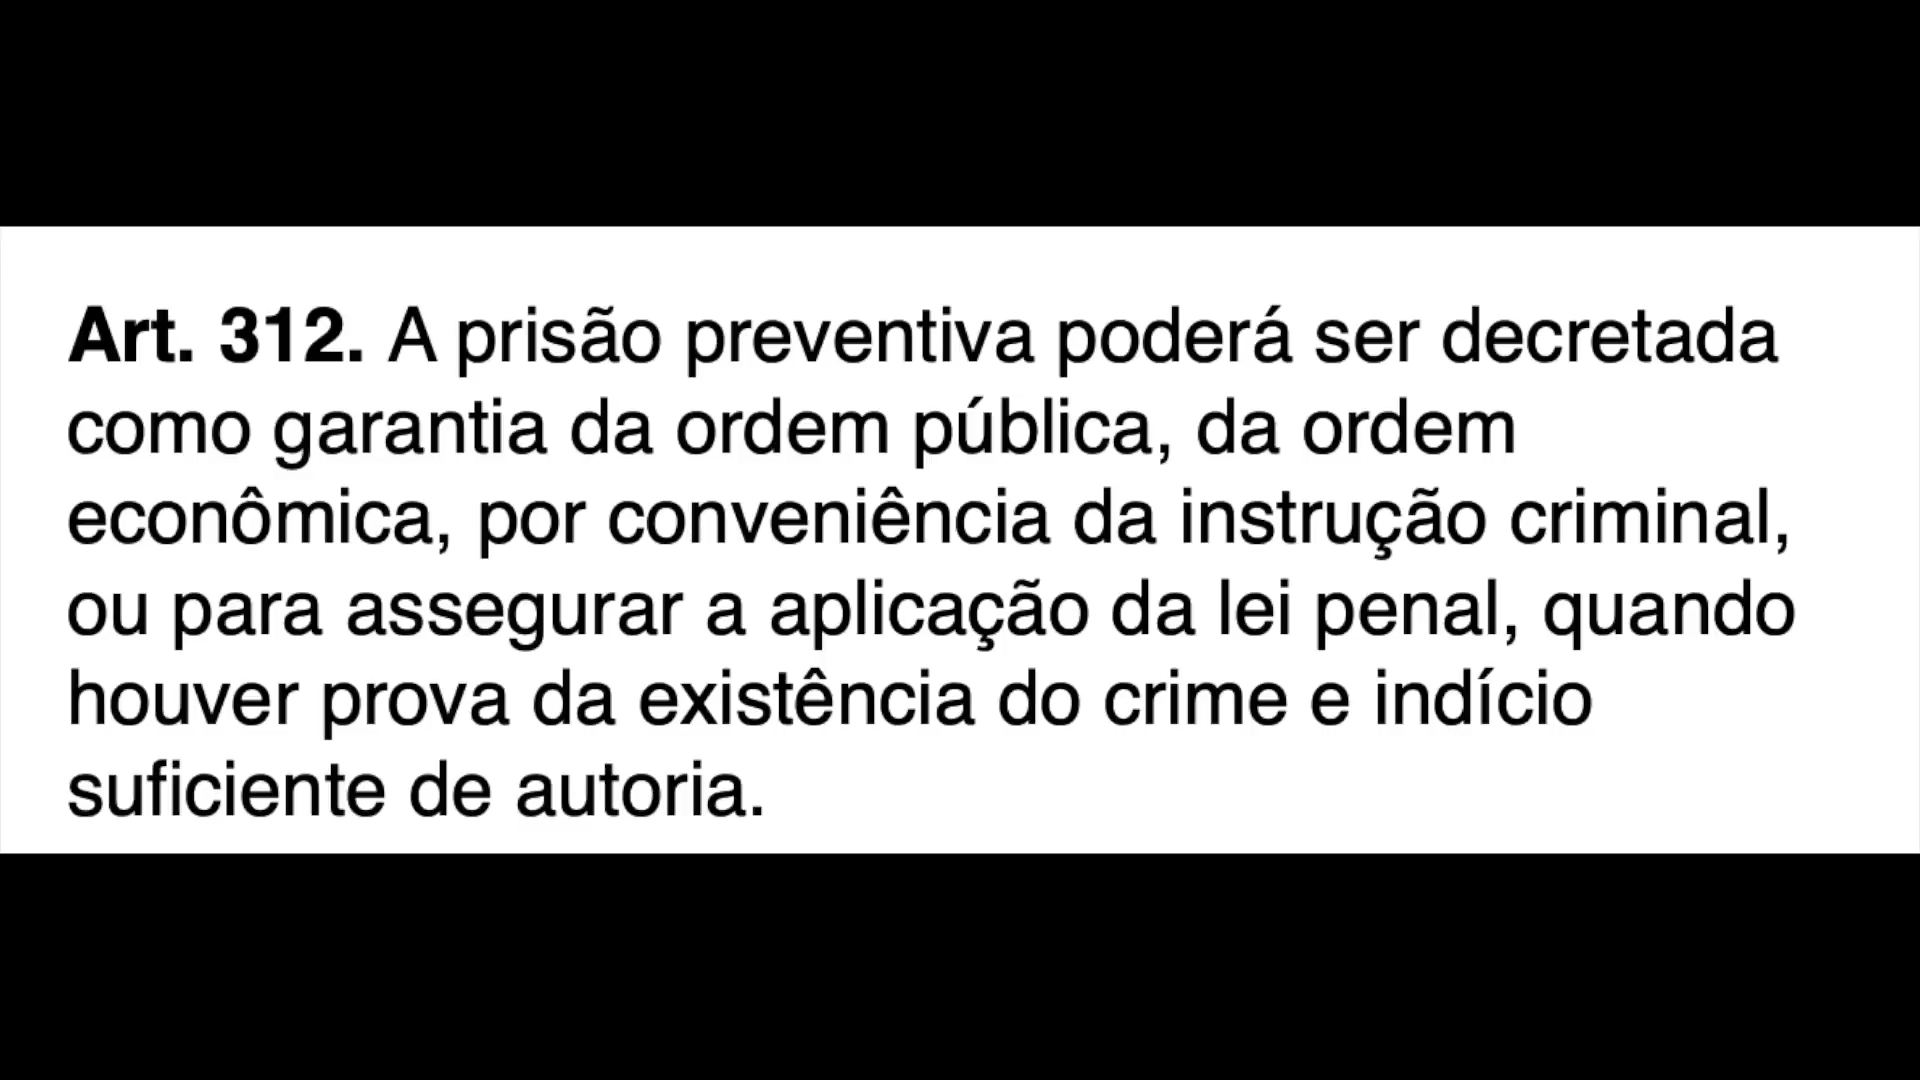 Art. 312. A prisão preventiva poderá ser decretada
como garantia da ordem pública, da ordem
econômica, por conveniência da instrução criminal,
ou para assegurar a aplicação da lei penal, quando
houver prova da existência do crime e indício
suficiente de autoria.